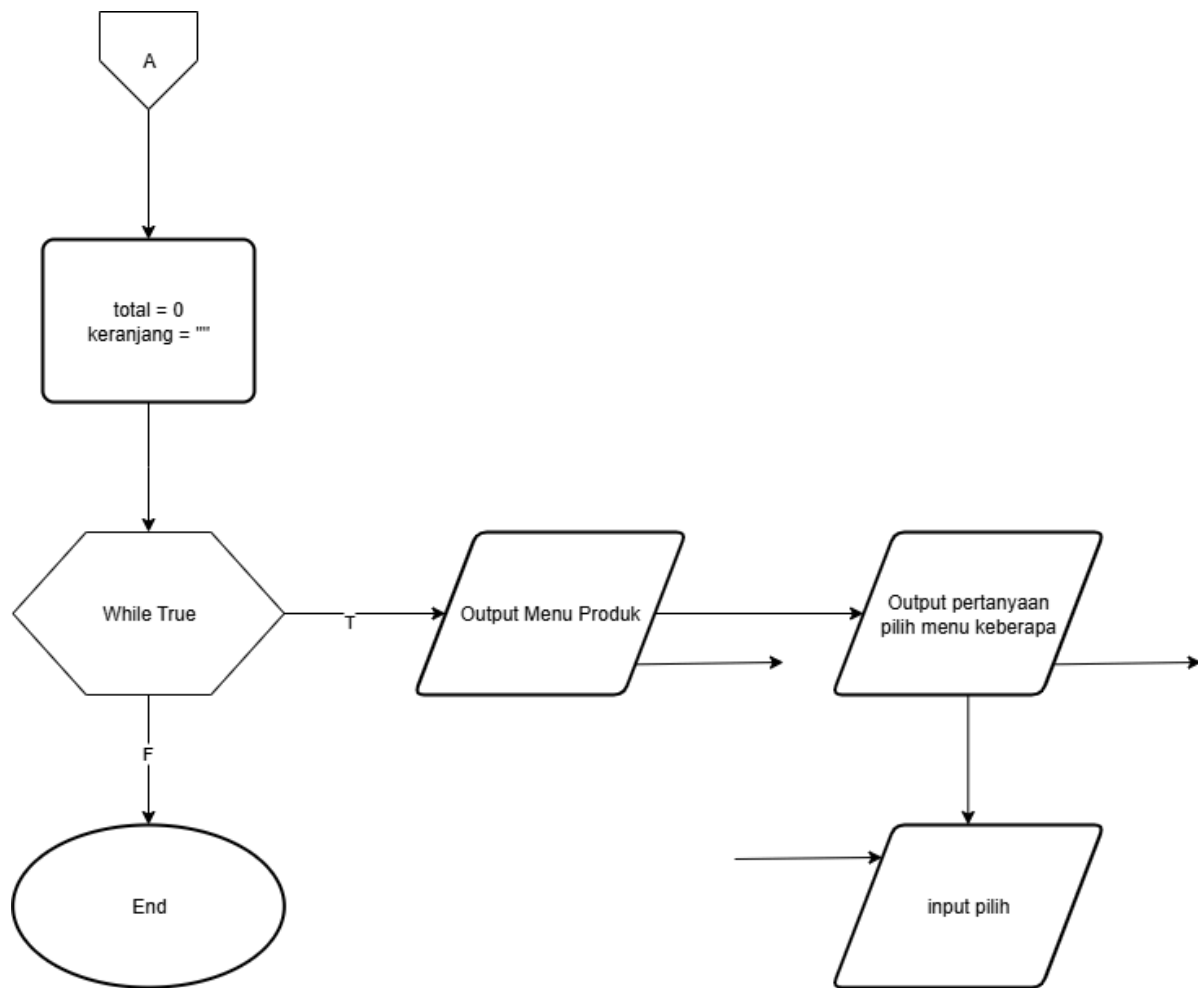 A
total = 0
keranjang = ""
While True
T
Output Menu Produk
Output pertanyaan
pilih menu keberapa
F
End
input pilih